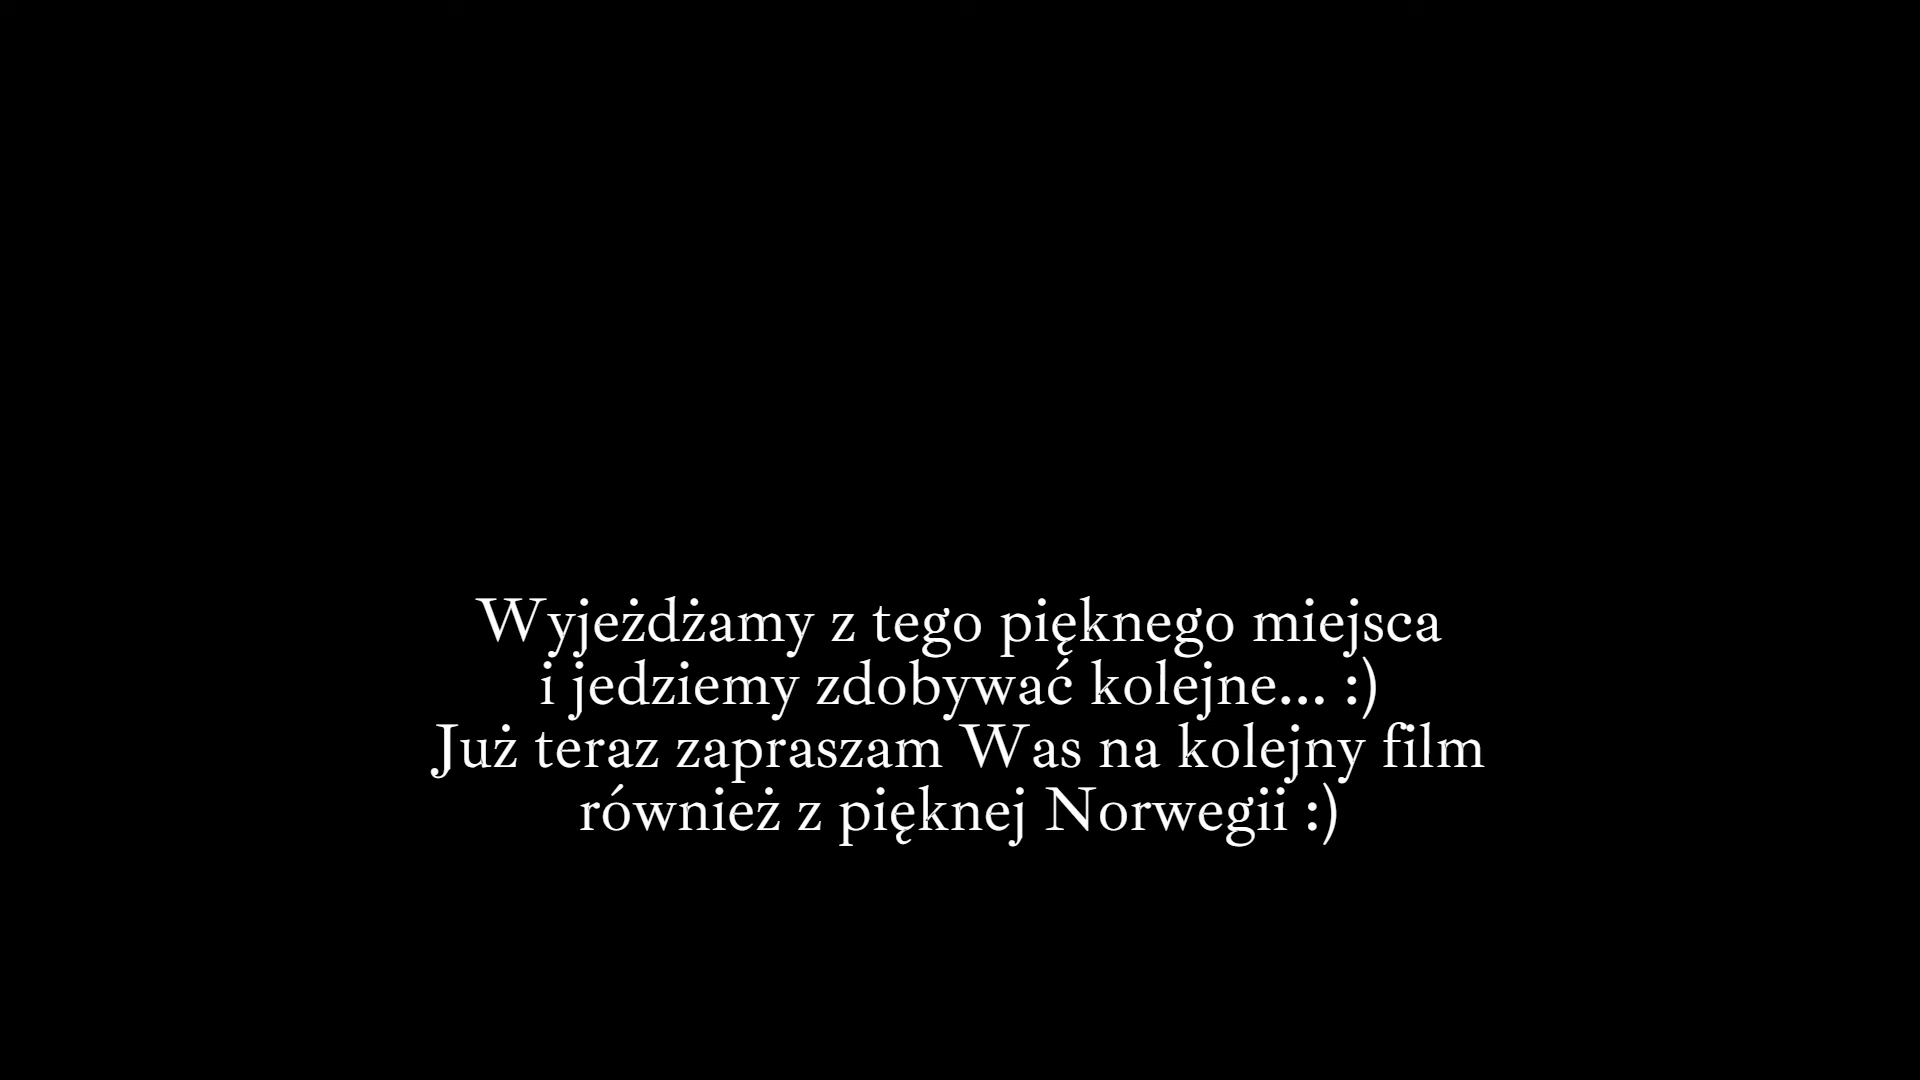 Wyjeżdżamy z tego pięknego miejsca
i jedziemy zdobywać kolejne... :)
Już teraz zapraszam Was na kolejny film
również z pięknej Norwegii :)